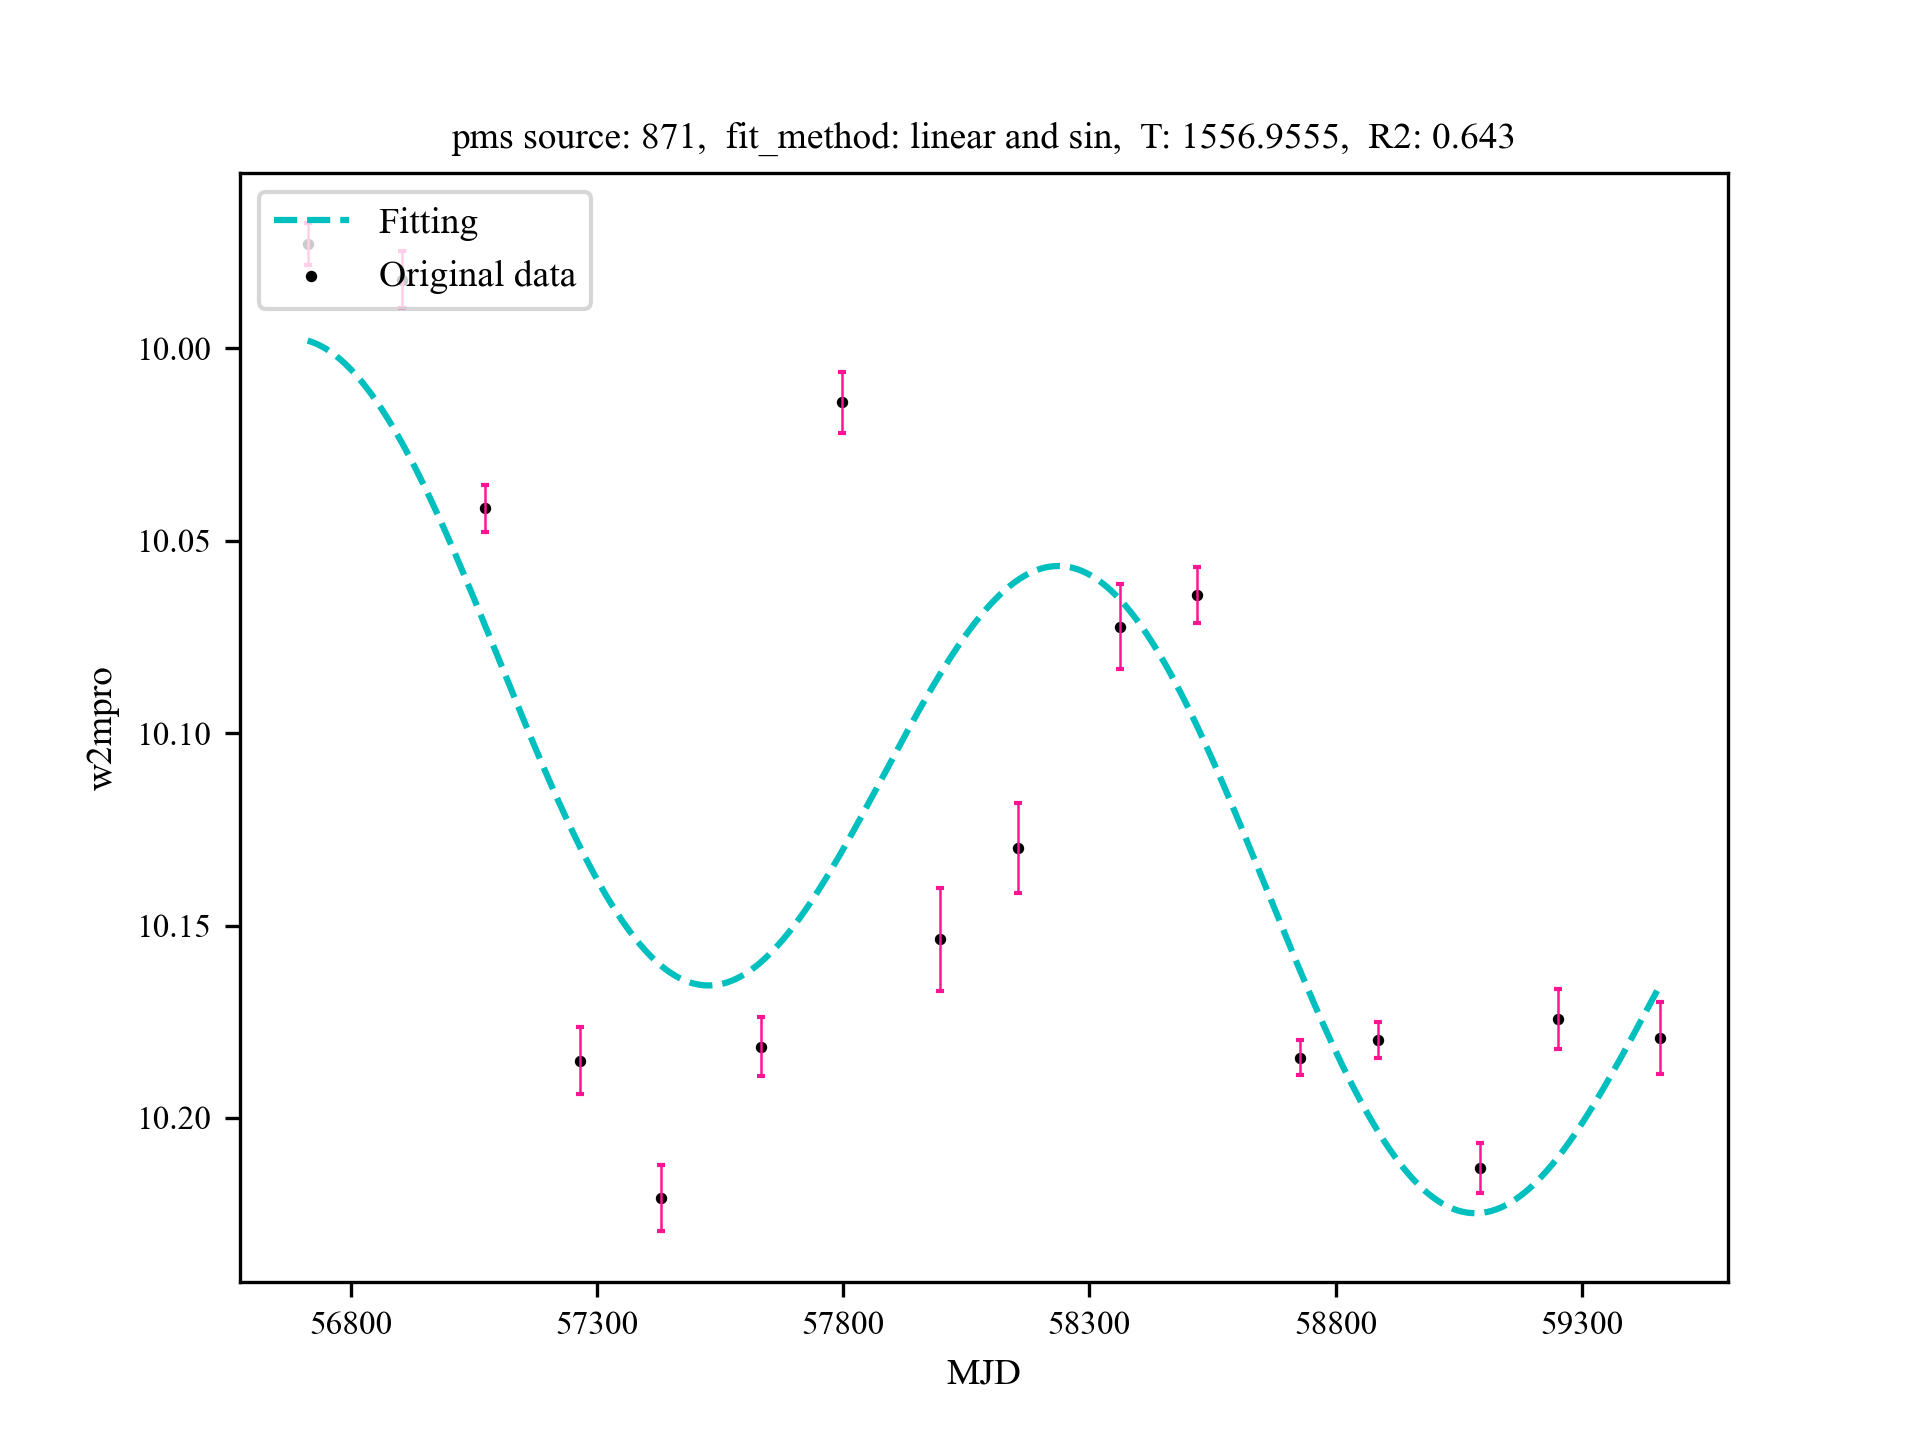 pms source: 871,  fit_method: linear and sin,  T: 1556.9555,  R2: 0.643
Fitting
Original data
10.00
10.05
10.10
10.15
10.20
w2mpro
56800 57300 57800 58300 58800 59300
MJD